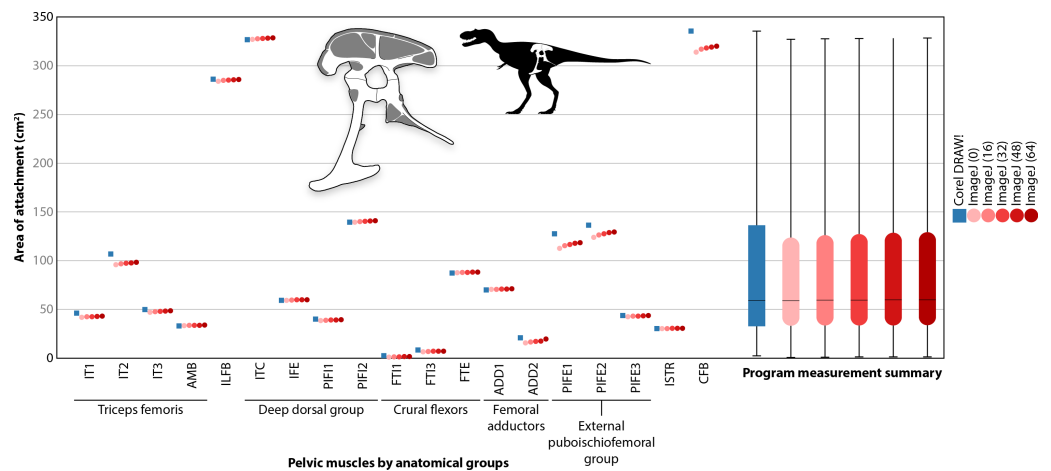 350
300
250
200
150
100
50
0
Area of attachment (cm²)
IT1
IT2
IT3
AMB
ILFB
ITC
IFE
PIFI1
PIFI2
FTI1
FTI3
FTE
ADD1
ADD2
PIFE1
PIFE2
PIFE3
ISTR
CFB
Program measurement summary
Triceps femoris
Deep dorsal group
Crural flexors
Femoral
adductors
External
puboischiofemoral
group
Pelvic muscles by anatomical groups
Corel DRAW!
ImageJ (0)
ImageJ (16)
ImageJ (32)
ImageJ (48)
ImageJ (64)